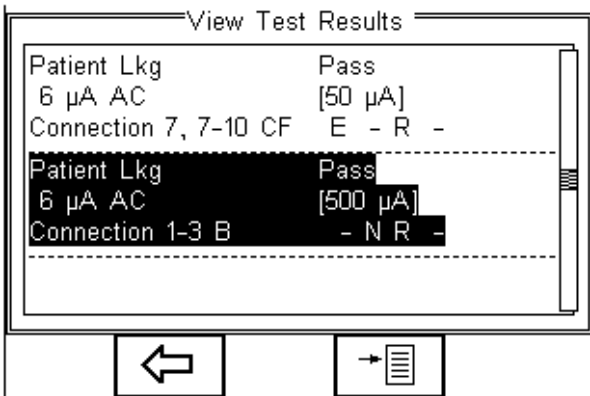 View Test Results
Patient Lkg Pass
6 μA AC [50 μA]
Connection 7, 7-10 CF E - R -
Patient Lkg Pass
6 μA AC [500 μA]
Connection 1-3 B - N R -